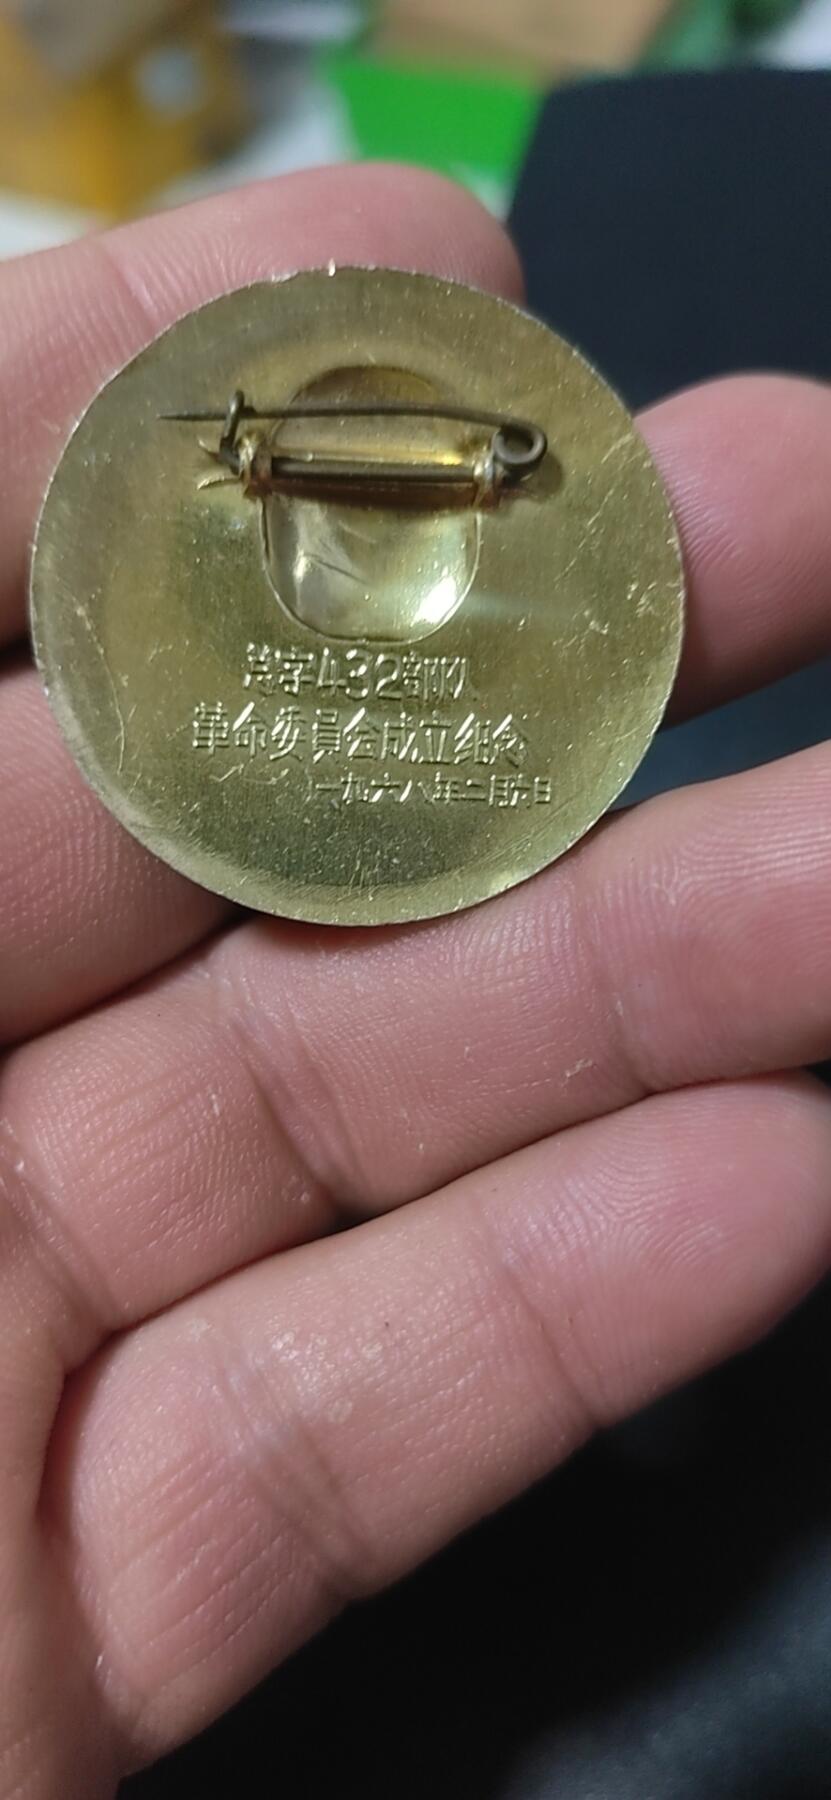 总字432部队
革命委員会成立纪念
一九六八年二月六日